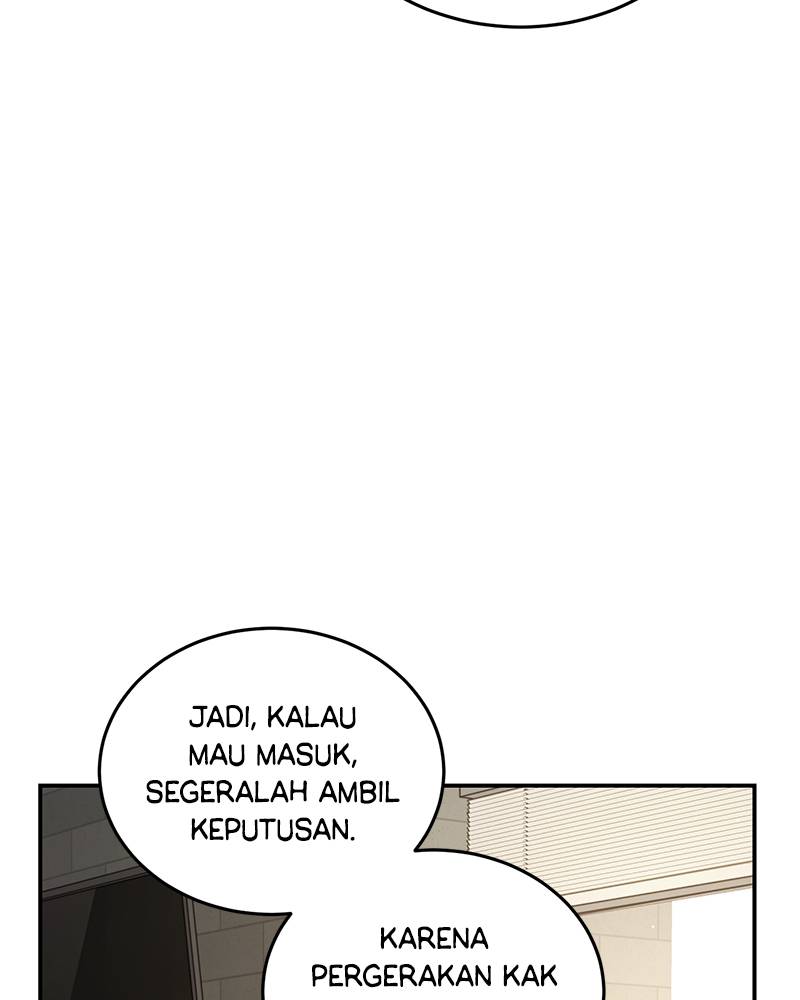 JADI, KALAU
MAU MASUK,
SEGERALAH AMBIL
KEPUTUSAN.
KARENA
PERGERAKAN KAK